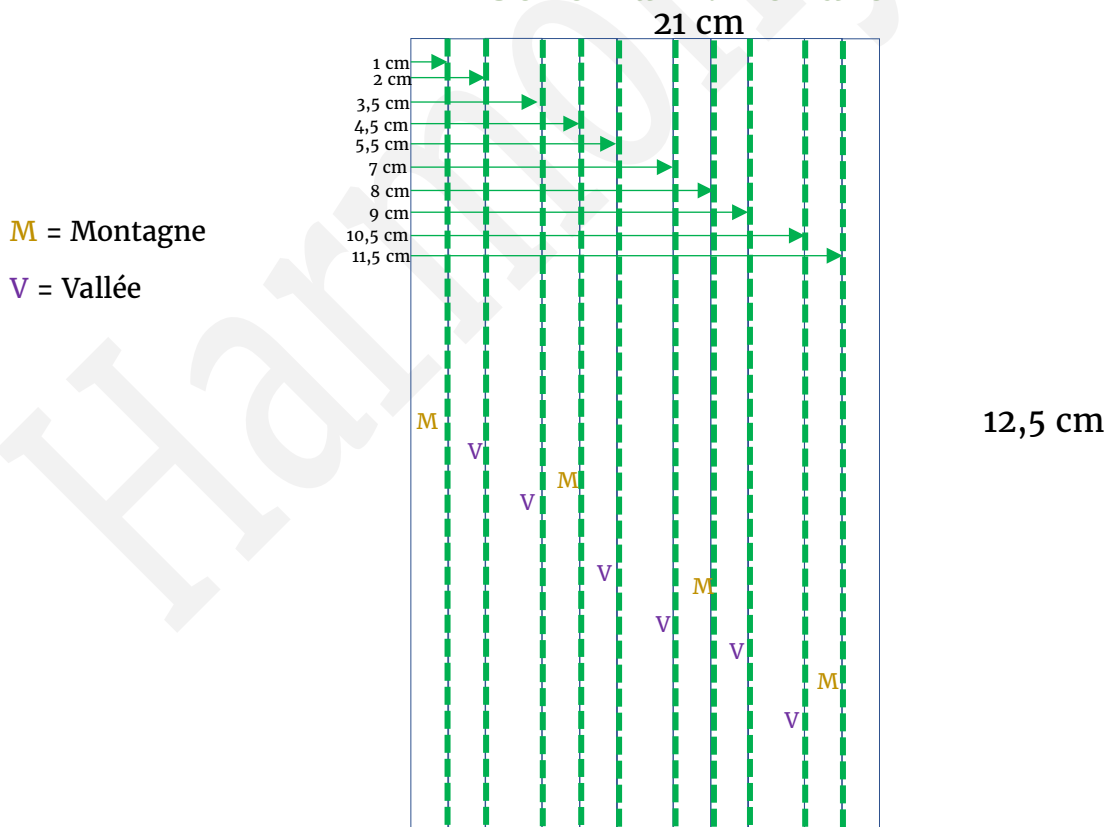 21 cm
1 cm
2 cm
3,5 cm
4,5 cm
5,5 cm
7 cm
8 cm
9 cm
10,5 cm
11,5 cm
M = Montagne
V = Vallée
12,5 cm
M
V
M
V
V
M
V
V
M
V
Harmony